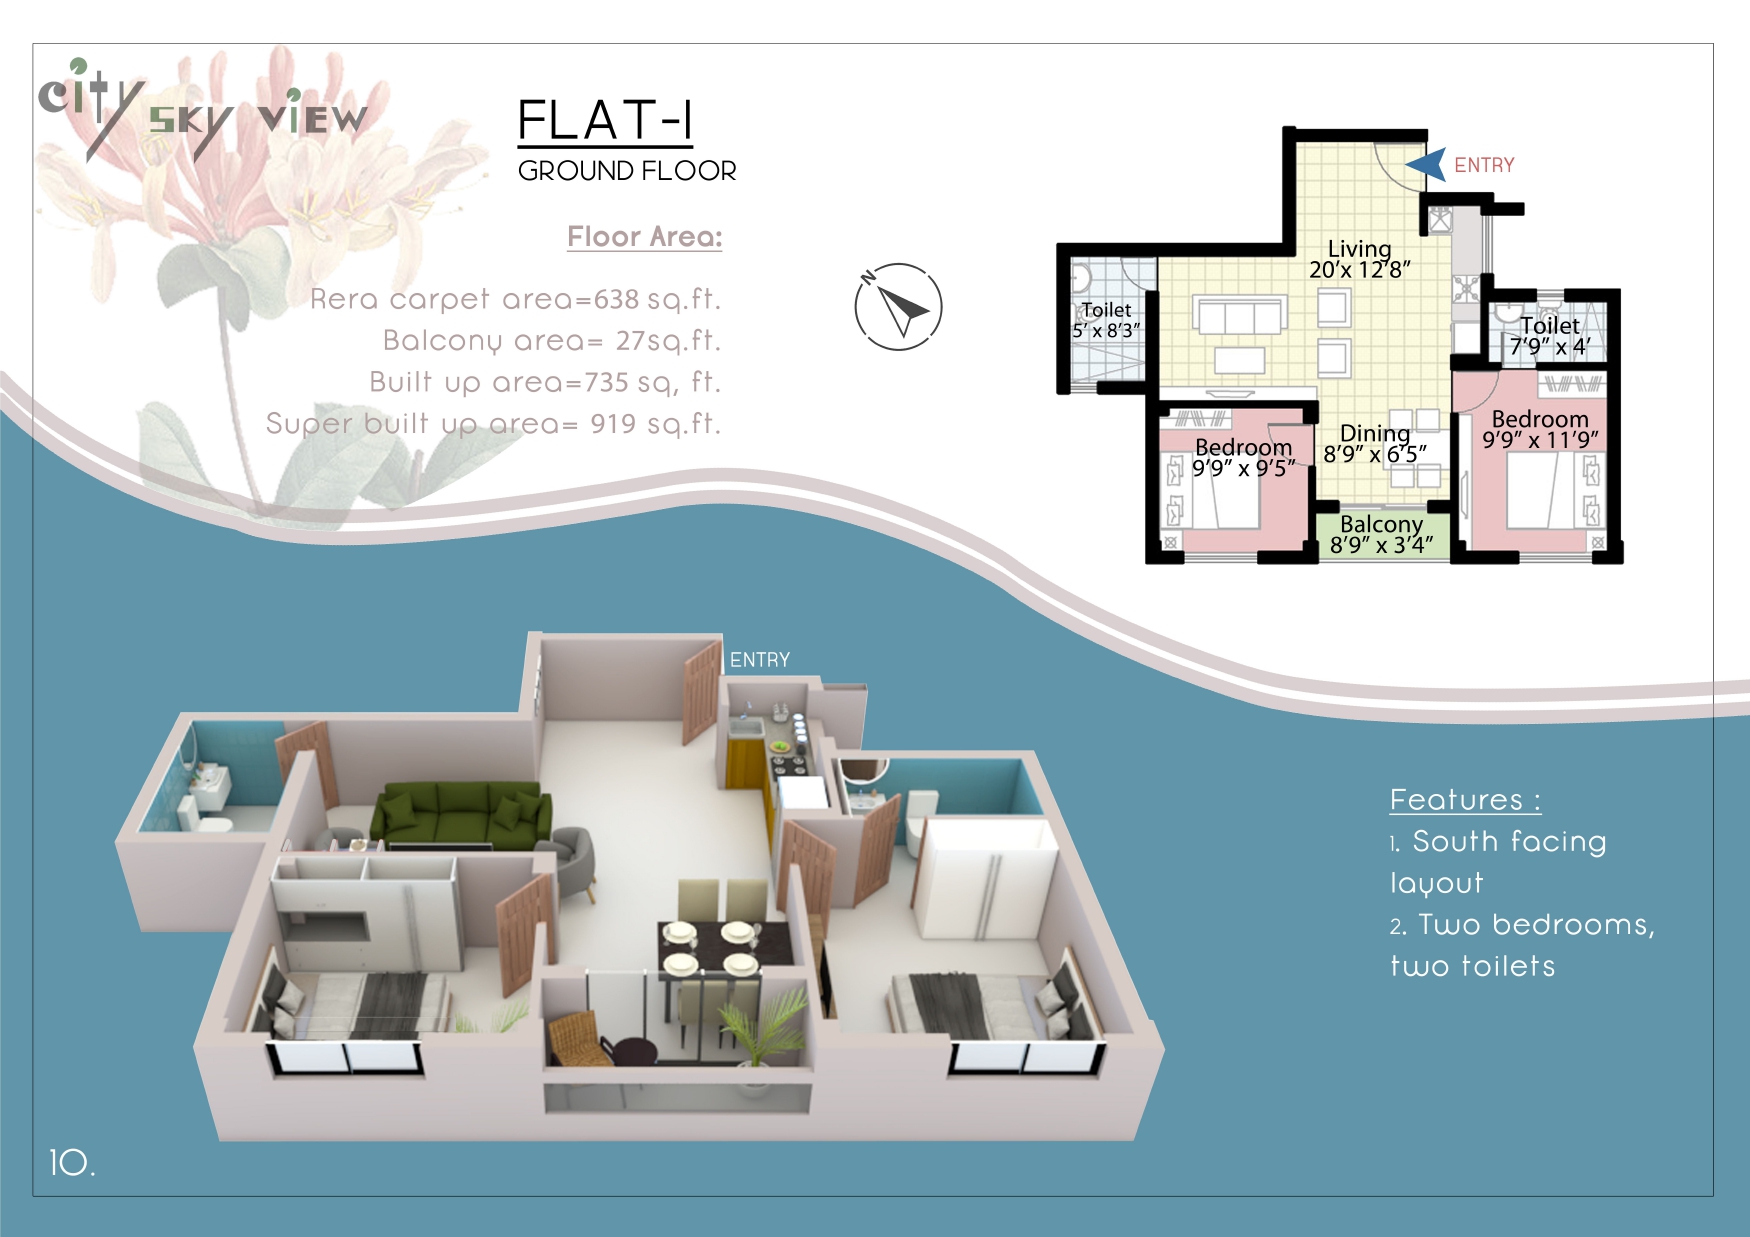 city SKY VIEW
FLAT-I
GROUND FLOOR
Floor Area:
Rera carpet area=638 sq.ft.
Balcony area= 27sq.ft.
Built up area=735 sq, ft.
Super built up area= 919 sq.ft.
N
ENTRY
Living
20'x 12'8"
Toilet
5' x 8'3"
Toilet
7'9" x 4'
Bedroom
9'9" x 9'5"
Dining
8'9" x 6'5"
Bedroom
9'9" x 11'9"
Balcony
8'9" x 3'4"
ENTRY
Features :
1. South facing
layout
2. Two bedrooms,
two toilets
10.